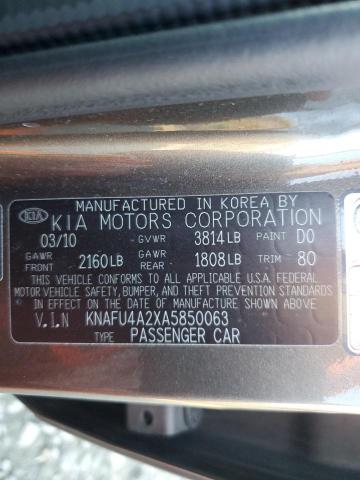 MANUFACTURED IN KOREA BY
KIA KIA MOTORS CORPORATION
03/10 GVWR 3814LB PAINT D0
GAWR FRONT 2160LB GAWR REAR 1808LB TRIM 80
THIS VEHICLE CONFORMS TO ALL APPLICABLE U.S.A FEDERAL
MOTOR VEHICLE SAFETY, BUMPER, AND THEFT PREVENTION STANDARDS
IN EFFECT ON THE DATE OF MANUFACTURE SHOWN ABOVE.
V.I.N KNAFU4A2XA5850063
TYPE PASSENGER CAR